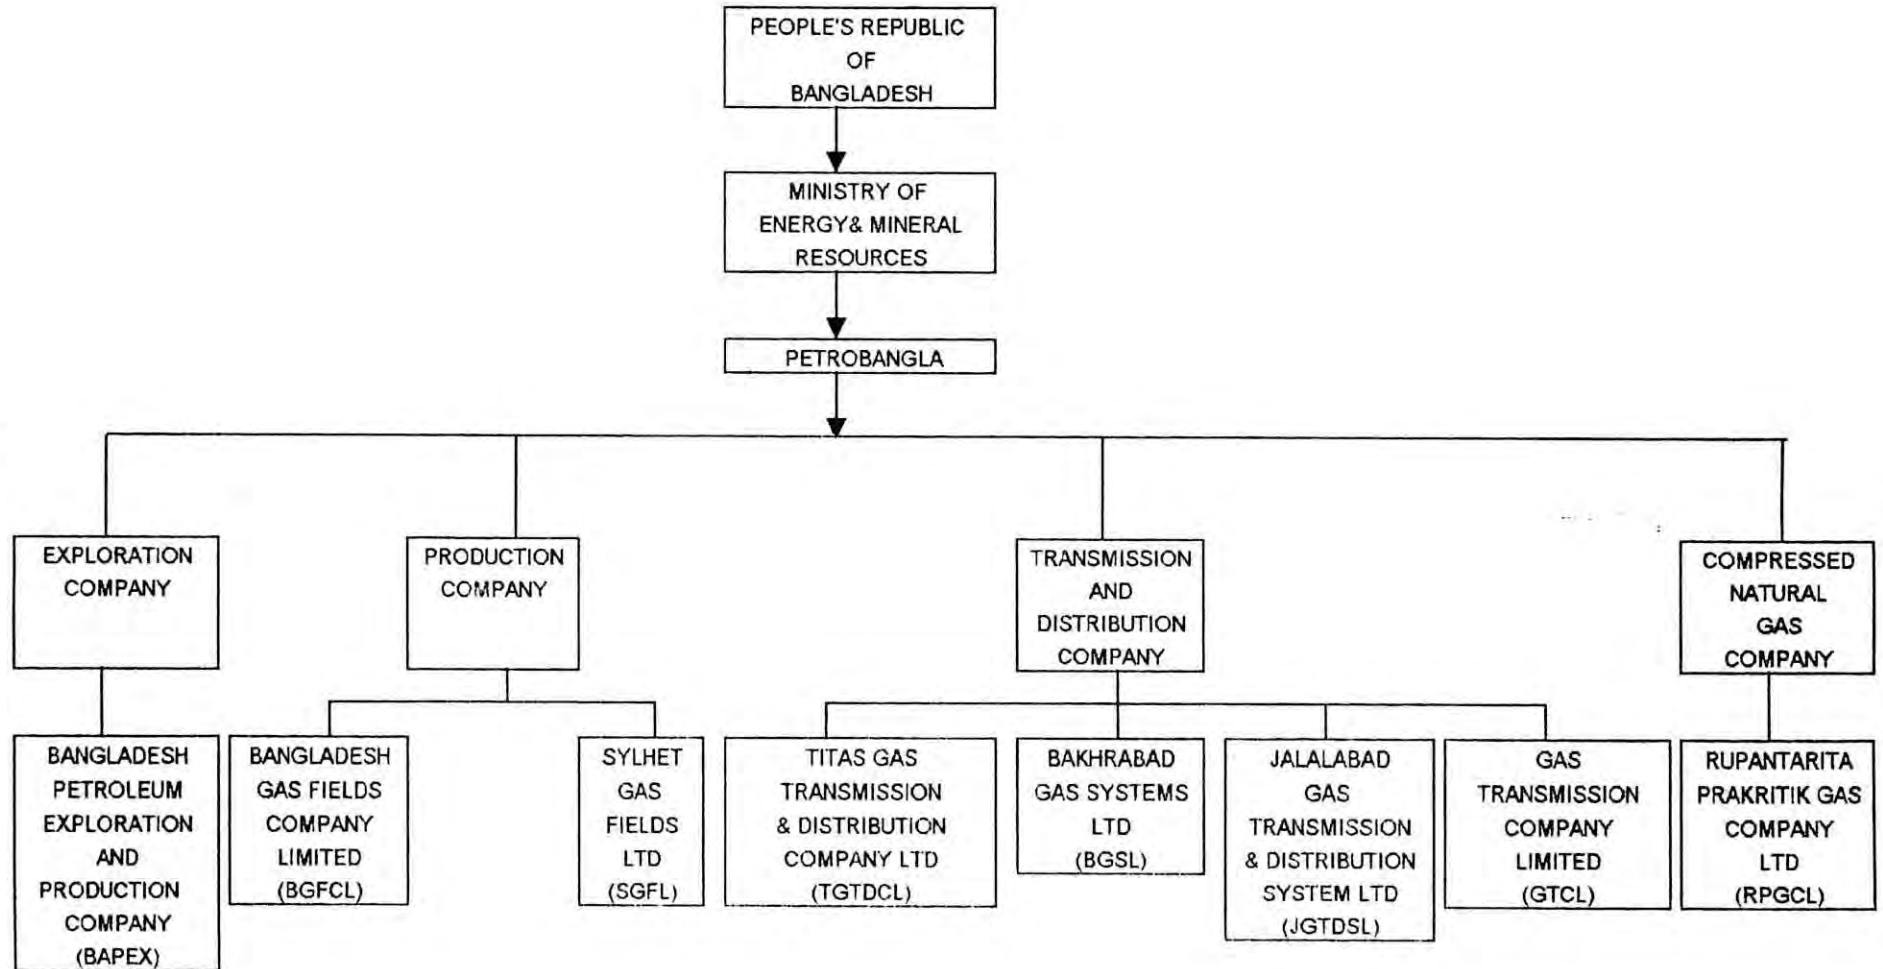 PEOPLE'S REPUBLIC
OF
BANGLADESH
MINISTRY OF
ENERGY& MINERAL
RESOURCES
PETROBANGLA
EXPLORATION
COMPANY
PRODUCTION
COMPANY
TRANSMISSION
AND
DISTRIBUTION
COMPANY
COMPRESSED
NATURAL
GAS
COMPANY
BANGLADESH
PETROLEUM
EXPLORATION
AND
PRODUCTION
COMPANY
(BAPEX)
BANGLADESH
GAS FIELDS
COMPANY
LIMITED
(BGFCL)
SYLHET
GAS
FIELDS
LTD
(SGFL)
TITAS GAS
TRANSMISSION
& DISTRIBUTION
COMPANY LTD
(TGTDCL)
BAKHRABAD
GAS SYSTEMS
LTD
(BGSL)
JALALABAD
GAS
TRANSMISSION
& DISTRIBUTION
SYSTEM LTD
(JGTDSL)
GAS
TRANSMISSION
COMPANY
LIMITED
(GTCL)
RUPANTARITA
PRAKRITIK GAS
COMPANY
LTD
(RPGCL)